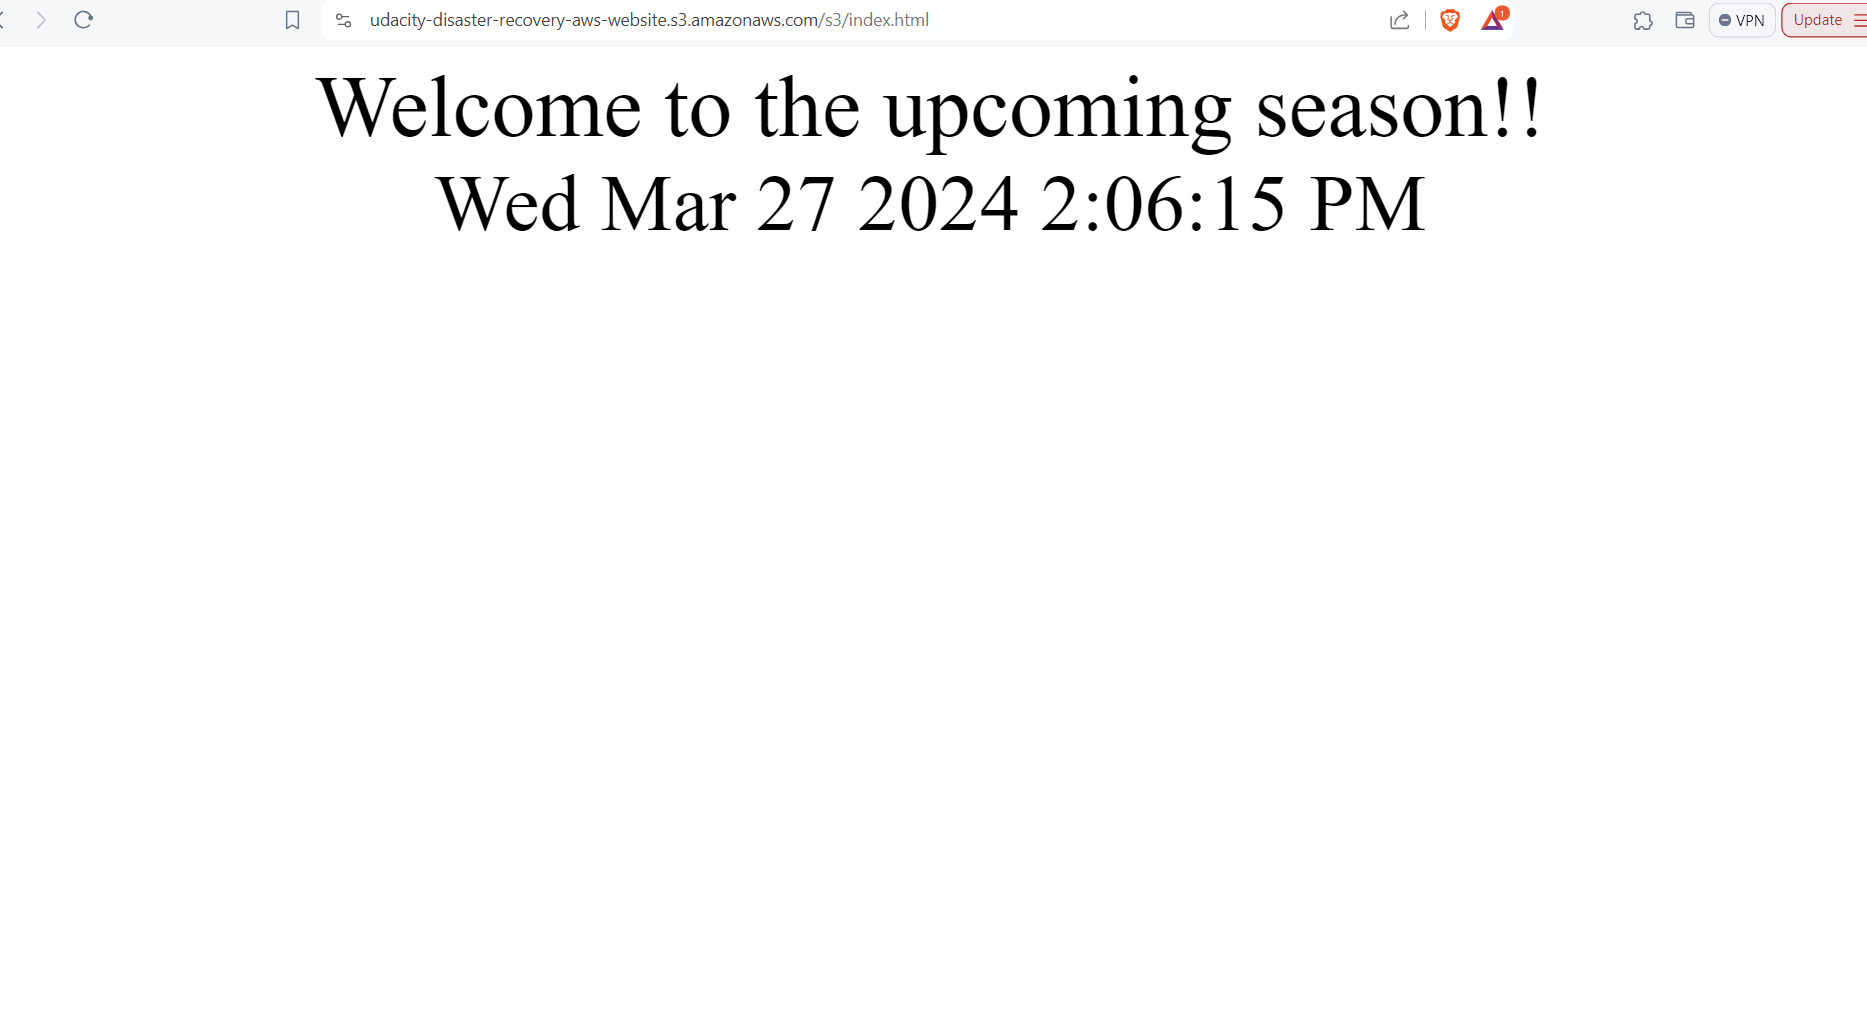 udacity-disaster-recovery-aws-website.s3.amazonaws.com/s3/index.html
1
VPN
Update
Welcome to the upcoming season!!
Wed Mar 27 2024 2:06:15 PM